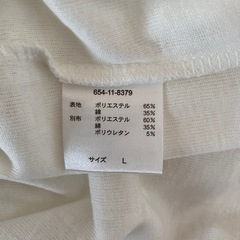 654-11-8379
表地 ポリエステル 65%
綿 35%
別布 ポリエステル 60%
綿 35%
ポリウレタン 5%
サイズ L